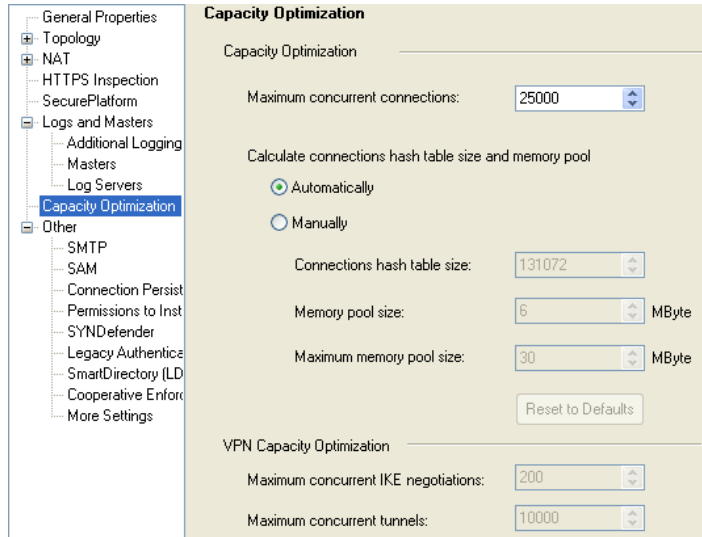 General Properties
Topology
NAT
HTTPS Inspection
SecurePlatform
Logs and Masters
Additional Logging
Masters
Log Servers
Capacity Optimization
Other
SMTP
SAM
Connection Persist
Permissions to Inst
SYNDefender
Legacy Authentica
SmartDirectory (LD
Cooperative Enforc
More Settings
Capacity Optimization
Capacity Optimization
Maximum concurrent connections: 25000
Calculate connections hash table size and memory pool
Automatically
Manually
Connections hash table size: 131072
Memory pool size: 6 MByte
Maximum memory pool size: 30 MByte
Reset to Defaults
VPN Capacity Optimization
Maximum concurrent IKE negotiations: 200
Maximum concurrent tunnels: 10000